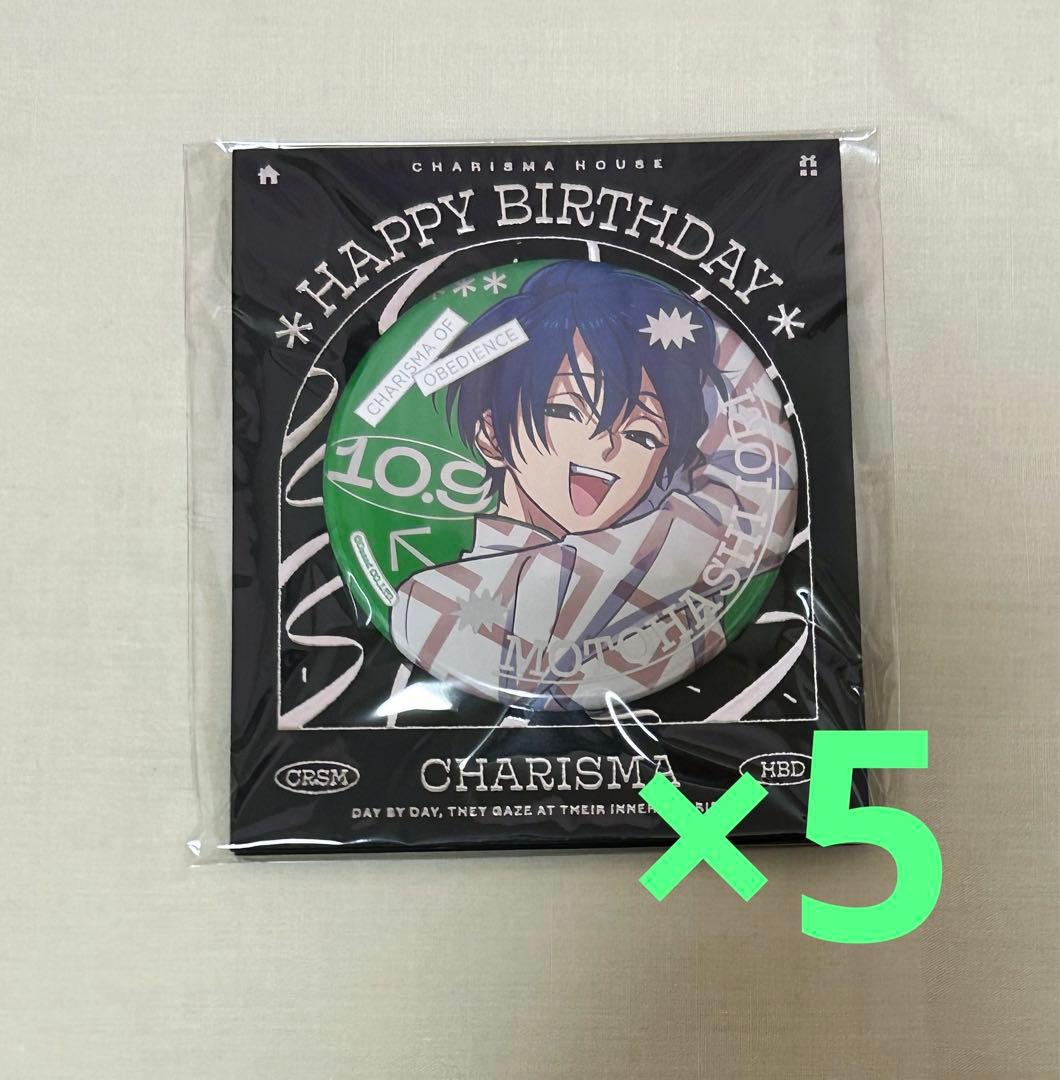 CHARISMA HOUSE
*HAPPY BIRTHDAY*
CHARISMA OF
OBEDIENCE
10.9
MOTOHASHI IORI
CRSM
CHARISMA
HBD
DAY BY DAY, THEY GAZE AT THEIR INNER
×5